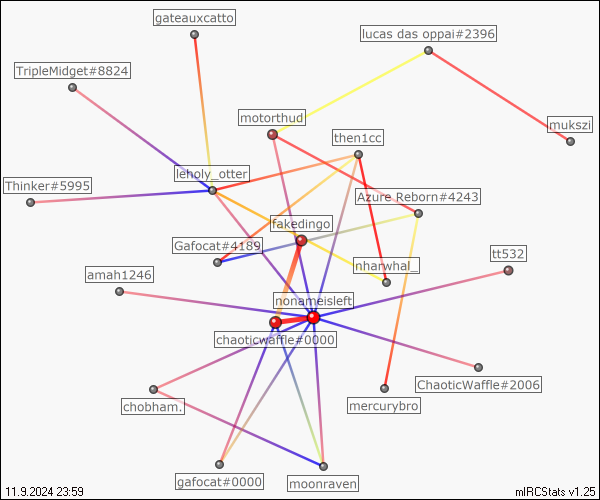 gateauxcatto
lucas das oppai#2396
TripleMidget#8824
motorthud
mukszi
then1cc
leholy_otter
Thinker#5995
Azure Reborn#4243
fakedingo
Gafocat#4189
nharwhal_
tt532
amah1246
nonameisleft
chaoticwaffle#0000
ChaoticWaffle#2006
chobham.
mercurybro
gafocat#0000
moonraven
11.9.2024 23:59
mIRCStats v1.25